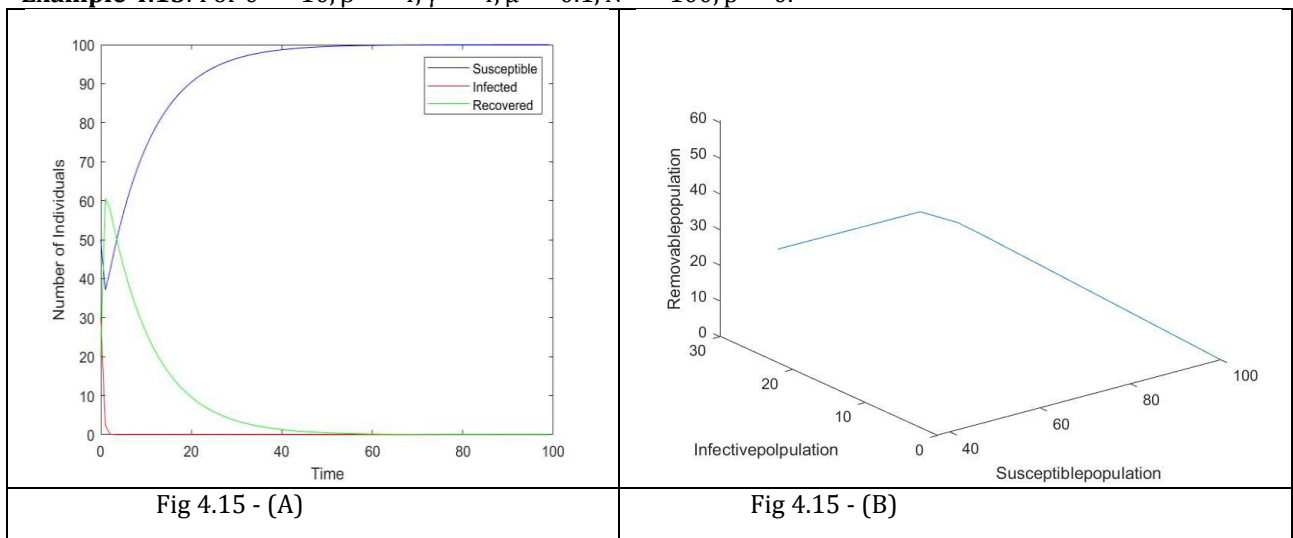 100
90
80
70
60
50
40
30
20
10
0
Number of Individuals
0 20 40 60 80 100
Time
Susceptible
Infected
Recovered
60
50
40
30
20
10
0
Removablepopulation
30
20
10
0
Infectivepolpulation
40
60
80
100
Susceptiblepopulation
Fig 4.15 - (A)
Fig 4.15 - (B)